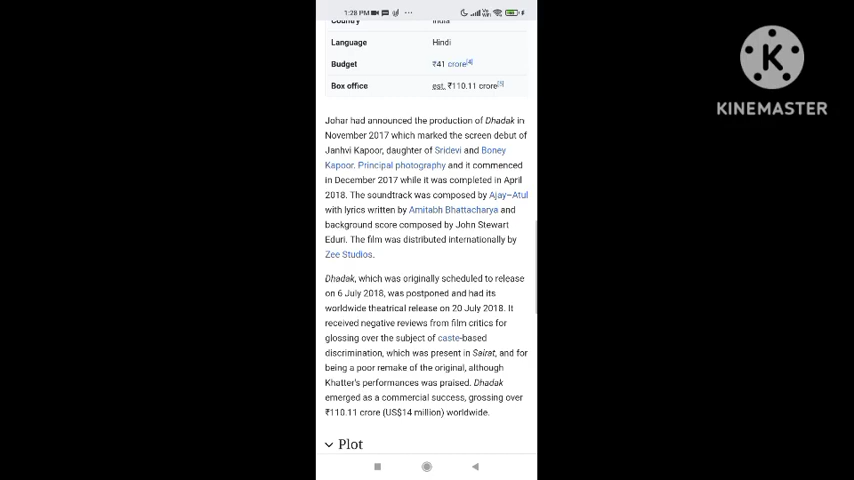 1:28 PM
Country India
Language Hindi
Budget ₹41 crore[4]
Box office est. ₹110.11 crore[5]
Johar had announced the production of Dhadak in
November 2017 which marked the screen debut of
Janhvi Kapoor, daughter of Sridevi and Boney
Kapoor. Principal photography and it commenced
in December 2017 while it was completed in April
2018. The soundtrack was composed by Ajay–Atul
with lyrics written by Amitabh Bhattacharya and
background score composed by John Stewart
Eduri. The film was distributed internationally by
Zee Studios.
Dhadak, which was originally scheduled to release
on 6 July 2018, was postponed and had its
worldwide theatrical release on 20 July 2018. It
received negative reviews from film critics for
glossing over the subject of caste-based
discrimination, which was present in Sairat, and for
being a poor remake of the original, although
Khatter's performances was praised. Dhadak
emerged as a commercial success, grossing over
₹110.11 crore (US$14 million) worldwide.
Plot
K
KINEMASTER